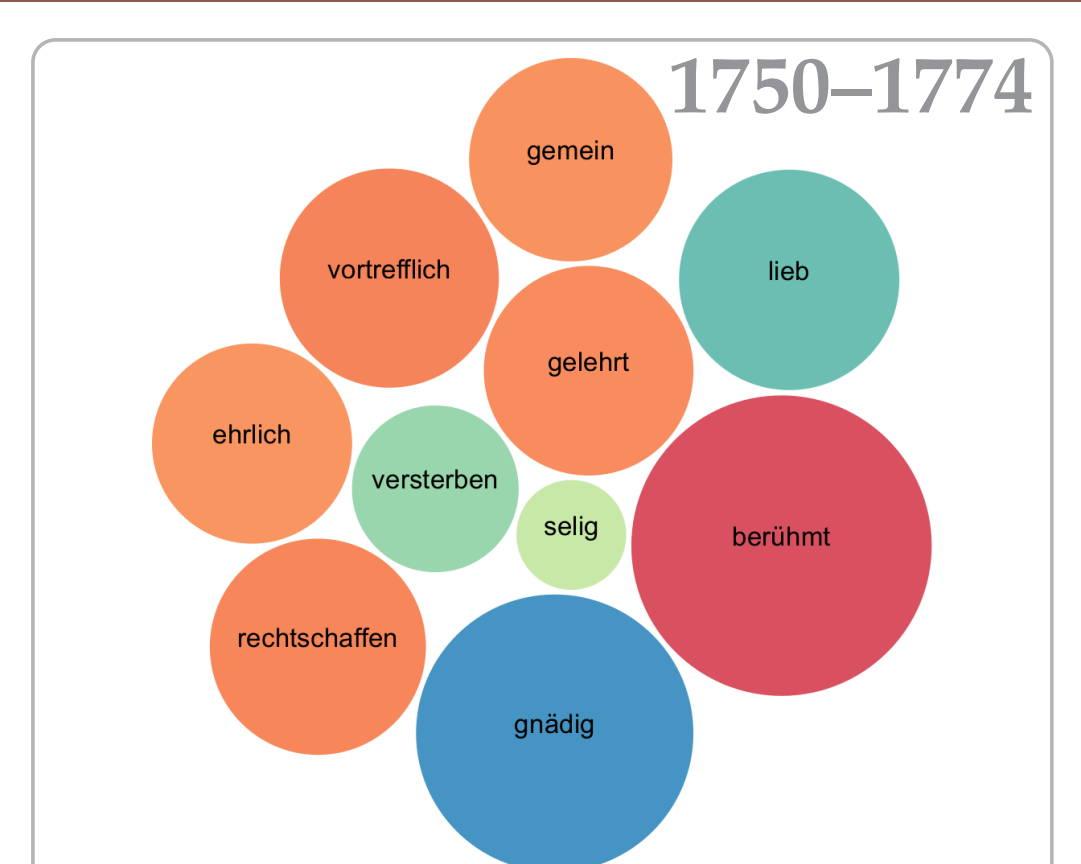 1750–1774
gemein
vortrefflich
lieb
gelehrt
ehrlich
versterben
selig
berühmt
rechtschaffen
gnädig